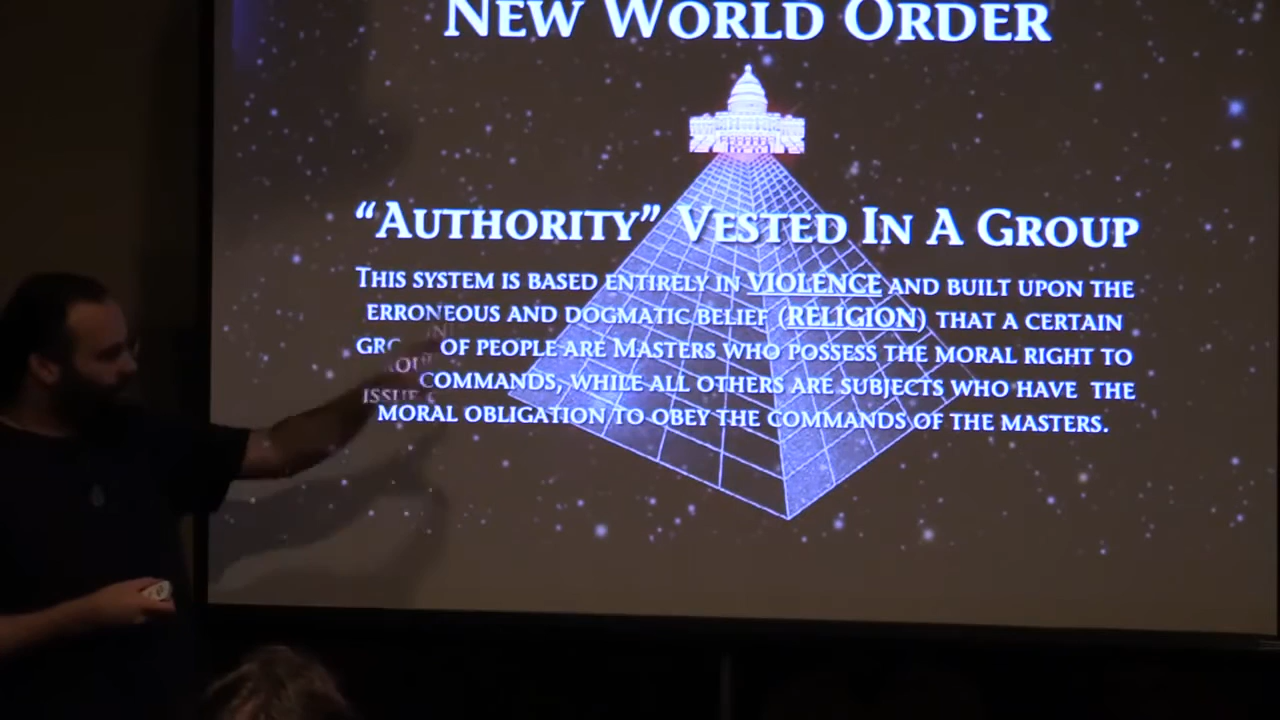 NEW WORLD ORDER
“AUTHORITY” VESTED IN A GROUP
THIS SYSTEM IS BASED ENTIRELY IN VIOLENCE AND BUILT UPON THE
ERRONEOUS AND DOGMATIC BELIEF (RELIGION) THAT A CERTAIN
OF PEOPLE ARE MASTERS WHO POSSESS THE MORAL RIGHT TO
ISSUE COMMANDS, WHILE ALL OTHERS ARE SUBJECTS WHO HAVE THE
MORAL OBLIGATION TO OBEY THE COMMANDS OF THE MASTERS.